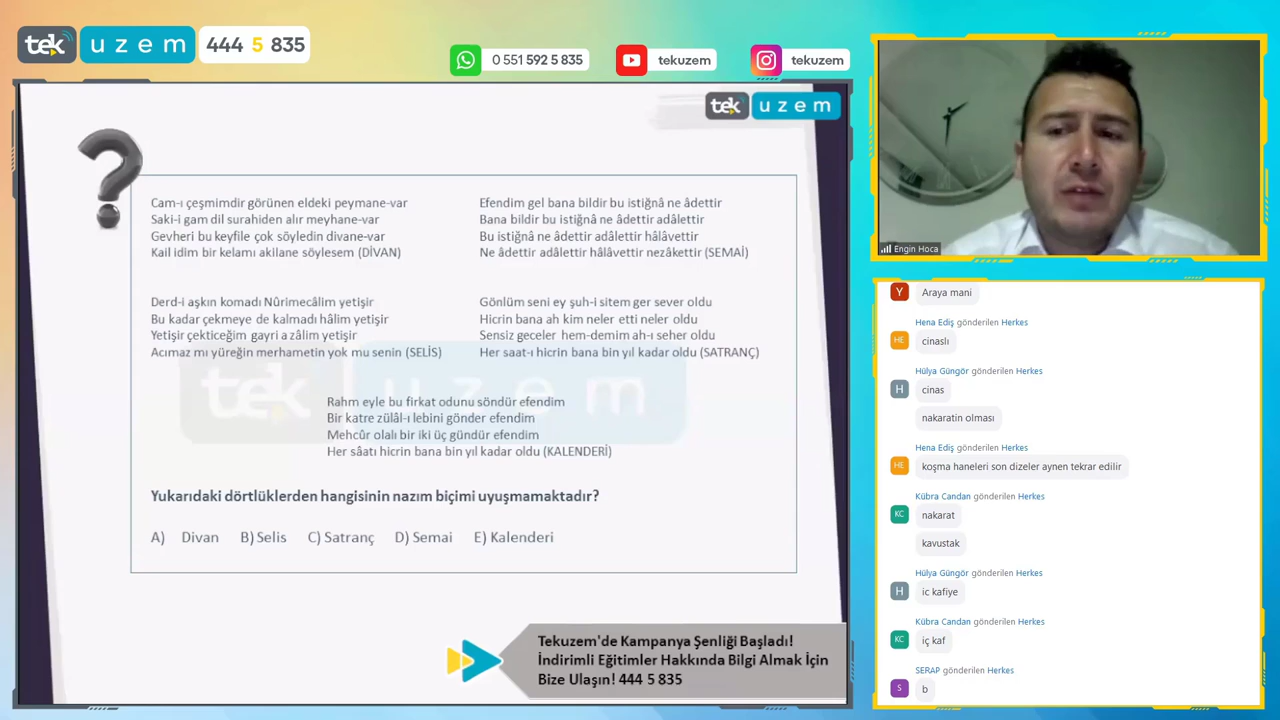 tek uzem 444 5 835
0 551 592 5 835
tekuzem
tekuzem
tek uzem
?
Cam-ı çeşmimdir görünen eldeki peymane-var
Saki-i gam dil surahiden alır meyhane-var
Gevheri bu keyfile çok söyledin divane-var
Kail idim bir kelamı akilane söylesem (DİVAN)
Efendim gel bana bildir bu istiğnâ ne âdettir
Bana bildir bu istiğnâ ne âdettir adâlettir
Bu istiğnâ ne âdettir adâlettir hâlâvettir
Ne âdettir adâlettir hâlâvettir nezâkettir (SEMAİ)
Derd-i aşkın komadı Nûrimecâlim yetişir
Bu kadar çekmeye de kalmadı hâlim yetişir
Yetişir çekticeğim gayri a zâlim yetişir
Acımaz mı yüreğin merhametin yok mu senin (SELİS)
Gönlüm seni ey şuh-i sitem ger sever oldu
Hicrin bana ah kim neler etti neler oldu
Sensiz geceler hem-demim ah-ı seher oldu
Her saat-ı hicrin bana bin yıl kadar oldu (SATRANÇ)
tek uzem
Rahm eyle bu firkat odunu söndür efendim
Bir katre zülâl-ı lebini gönder efendim
Mehcûr olalı bir iki üç gündür efendim
Her sâatı hicrin bana bin yıl kadar oldu (KALENDERİ)
Yukarıdaki dörtlüklerden hangisinin nazım biçimi uyuşmamaktadır?
A) Divan B) Selis C) Satranç D) Semai E) Kalenderi
Tekuzem'de Kampanya Şenliği Başladı!
İndirimli Eğitimler Hakkında Bilgi Almak İçin
Bize Ulaşın! 444 5 835
Engin Hoca
Y Araya mani
Hena Ediş gönderilen Herkes
HE cinaslı
Hülya Güngör gönderilen Herkes
H cinas
nakaratin olması
Hena Ediş gönderilen Herkes
HE koşma haneleri son dizeler aynen tekrar edilir
Kübra Candan gönderilen Herkes
KC nakarat
kavustak
Hülya Güngör gönderilen Herkes
H ic kafiye
Kübra Candan gönderilen Herkes
KC iç kaf
SERAP gönderilen Herkes
S b